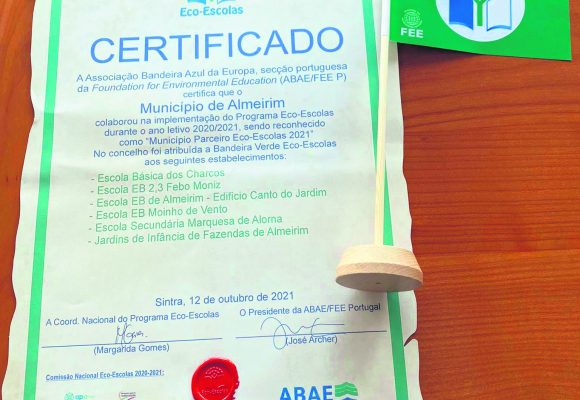 Eco-Escolas
FEE
CERTIFICADO
A Associação Bandeira Azul da Europa, secção portuguesa
da Foundation for Environmental Education (ABAE/FEE P)
certifica que o
Município de Almeirim
colaborou na implementação do Programa Eco-Escolas
durante o ano letivo 2020/2021, sendo reconhecido
como “Município Parceiro Eco-Escolas 2021”
No concelho foi atribuída a Bandeira Verde Eco-Escolas
aos seguintes estabelecimentos:
- Escola Básica dos Charcos
- Escola EB 2,3 Febo Moniz
- Escola EB de Almeirim - Edifício Canto do Jardim
- Escola EB Moinho de Vento
- Escola Secundária Marquesa de Alorna
- Jardins de Infância de Fazendas de Almeirim
Sintra, 12 de outubro de 2021
A Coord. Nacional do Programa Eco-Escolas
O Presidente da ABAE/FEE Portugal
(Margarida Gomes)
(José Archer)
Comissão Nacional Eco-Escolas 2020-2021:
ABAE